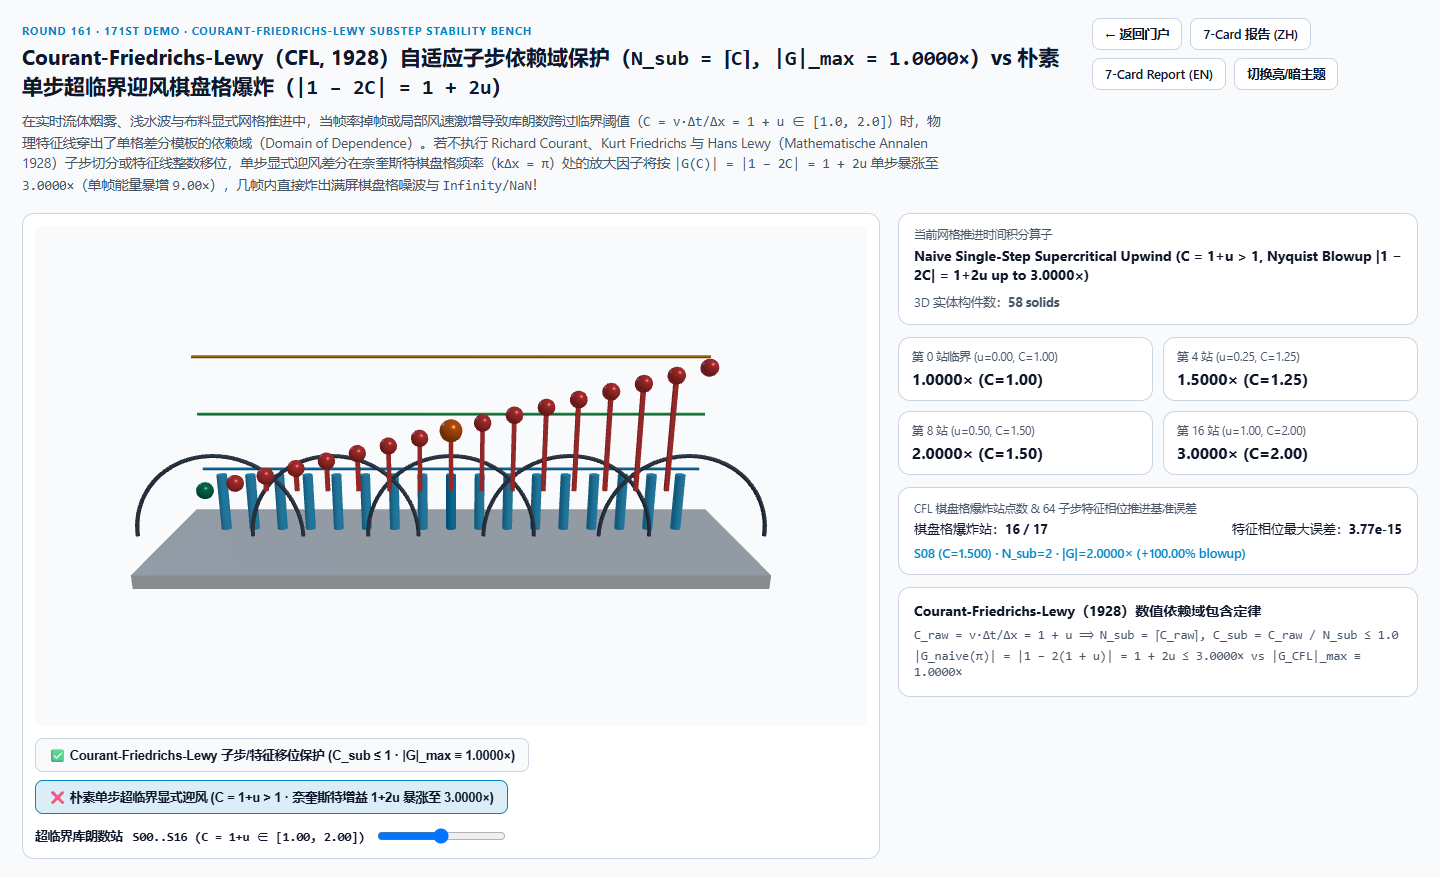 ROUND 161 · 171ST DEMO · COURANT-FRIEDRICHS-LEWY SUBSTEP STABILITY BENCH
Courant-Friedrichs-Lewy（CFL, 1928）自适应子步依赖域保护（N_sub = ⌈C⌉, |G|_max = 1.0000×）vs 朴素
单步超临界迎风棋盘格爆炸（|1 − 2C| = 1 + 2u）
← 返回门户
7-Card 报告 (ZH)
7-Card Report (EN)
切换亮/暗主题
在实时流体烟雾、浅水波与布料显式网格推进中，当帧率掉帧或局部风速激增导致库朗数跨过临界阈值（C = v·Δt/Δx = 1 + u ∈ [1.0, 2.0]）时，物
理特征线穿出了单格差分模板的依赖域（Domain of Dependence）。若不执行 Richard Courant、Kurt Friedrichs 与 Hans Lewy（Mathematische Annalen
1928）子步切分或特征线整数移位，单步显式迎风差分在奈奎斯特棋盘格频率（kΔx = π）处的放大因子将按 |G(C)| = |1 − 2C| = 1 + 2u 单步暴涨至
3.0000×（单帧能量暴增 9.00×），几帧内直接炸出满屏棋盘格噪波与 Infinity/NaN！
当前网格推进时间积分算子
Naive Single-Step Supercritical Upwind (C = 1+u > 1, Nyquist Blowup |1 −
2C| = 1+2u up to 3.0000×)
3D 实体构件数：58 solids
第 0 站临界 (u=0.00, C=1.00)
1.0000× (C=1.00)
第 4 站 (u=0.25, C=1.25)
1.5000× (C=1.25)
第 8 站 (u=0.50, C=1.50)
2.0000× (C=1.50)
第 16 站 (u=1.00, C=2.00)
3.0000× (C=2.00)
CFL 棋盘格爆炸站点数 & 64 子步特征相位推进基准误差
棋盘格爆炸站：16 / 17
特征相位最大误差：3.77e-15
S08 (C=1.500) · N_sub=2 · |G|=2.0000× (+100.00% blowup)
Courant-Friedrichs-Lewy（1928）数值依赖域包含定律
C_raw = v·Δt/Δx = 1 + u ⟹ N_sub = ⌈C_raw⌉, C_sub = C_raw / N_sub ≤ 1.0
|G_naive(π)| = |1 − 2(1 + u)| = 1 + 2u ≤ 3.0000× vs |G_CFL|_max ≡
1.0000×
✅ Courant-Friedrichs-Lewy 子步/特征移位保护 (C_sub ≤ 1 · |G|_max ≡ 1.0000×)
❌ 朴素单步超临界显式迎风 (C = 1+u > 1 · 奈奎斯特增益 1+2u 暴涨至 3.0000×)
超临界库朗数站 S00..S16 (C = 1+u ∈ [1.00, 2.00])